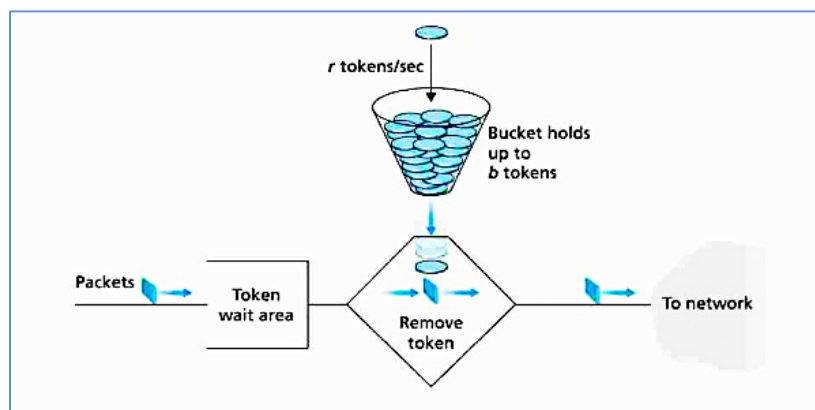 r tokens/sec
Bucket holds
up to
b tokens
Packets
Token
wait area
Remove
token
To network